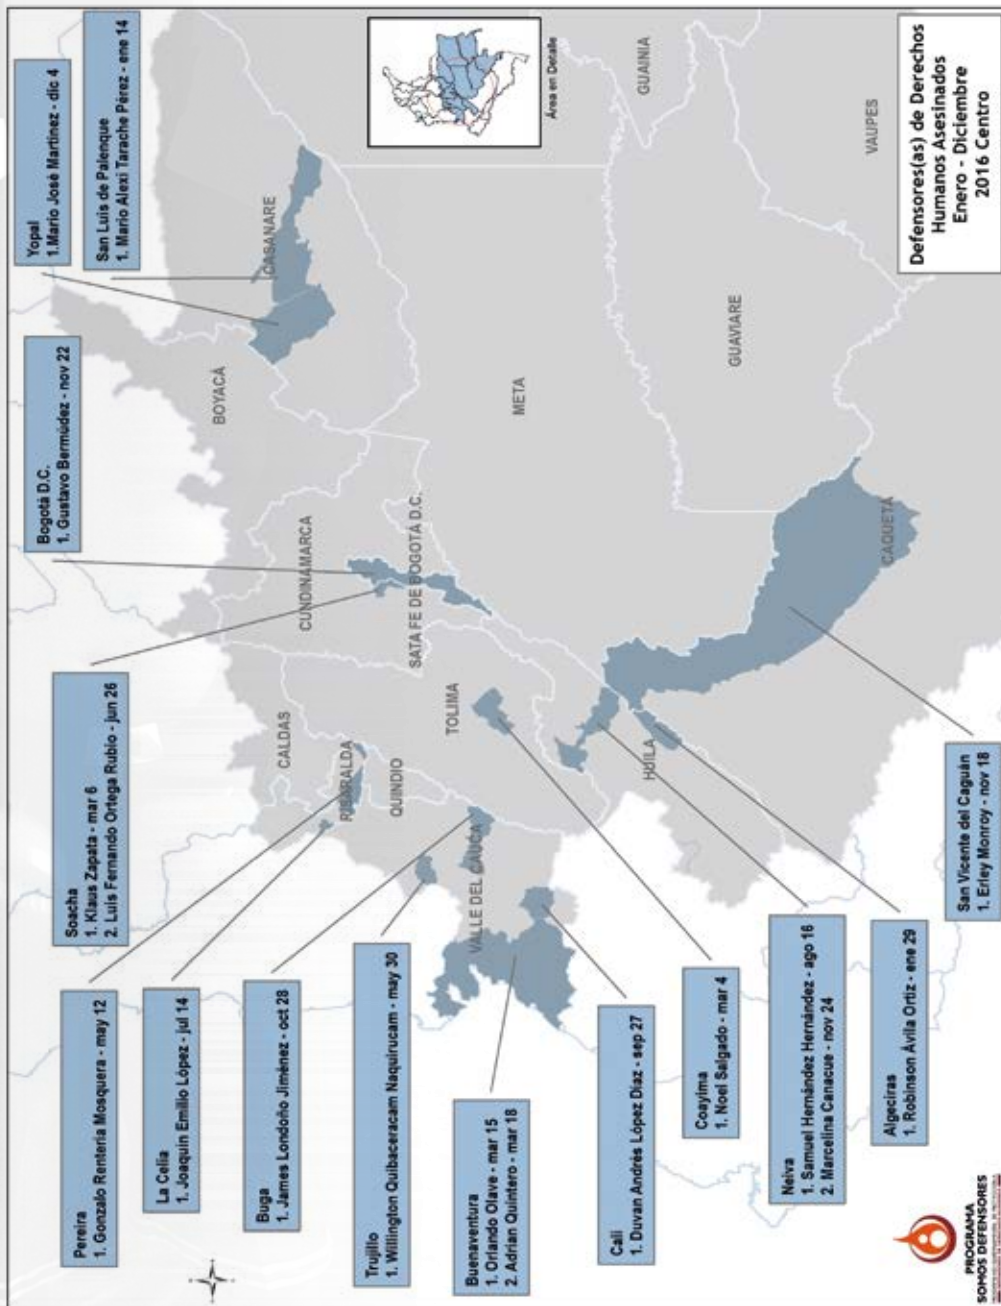 Pereira
1. Gonzalo Rentería Mosquera - may 12
La Celia
1. Joaquín Emilio López - jul 14
Buga
1. James Londoño Jiménez - oct 28
Trujillo
1. Willington Quibaceracam Naquirucam - may 30
Buenaventura
1. Orlando Olave - mar 15
2. Adrian Quintero - mar 18
Cali
1. Duvan Andrés López Díaz - sep 27
Coayima
1. Noel Salgado - mar 4
Neiva
1. Samuel Hernández Hernández - ago 16
2. Marcelina Canacue - nov 24
Algeciras
1. Robinson Ávila Ortiz - ene 29
San Vicente del Caguán
1. Erley Monroy - nov 18
Soacha
1. Klaus Zapata - mar 6
2. Luis Fernando Ortega Rubio - jun 26
Bogotá D.C.
1. Gustavo Bermúdez - nov 22
Yopal
1.Mario José Martínez - dic 4
San Luis de Palenque
1. Mario Alexi Tarache Pérez - ene 14
CALDAS
RISARALDA
QUINDIO
VALLE DEL CAUCA
TOLIMA
HUILA
CUNDINAMARCA
SATA FE DE BOGOTÁ D.C.
BOYACÁ
CASANARE
META
GUAVIARE
CAQUETA
GUAINIA
VAUPES
Área en Detalle
Defensores(as) de Derechos
Humanos Asesinados
Enero - Diciembre
2016 Centro
PROGRAMA
SOMOS DEFENSORES